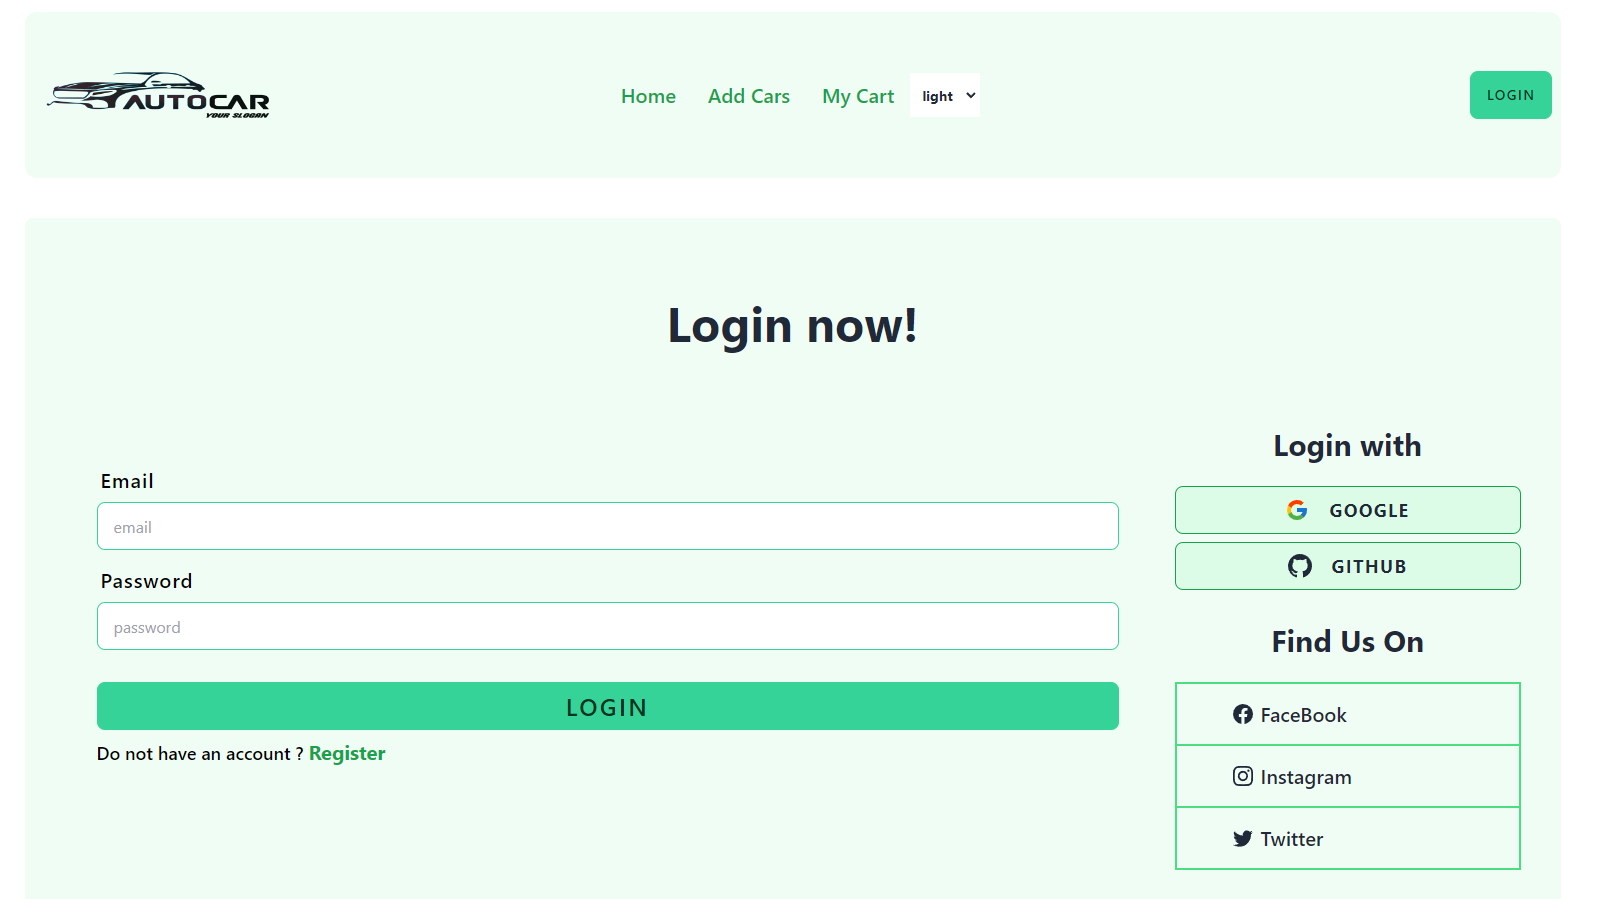 AUTOCAR
YOUR SLOGAN
Home Add Cars My Cart light LOGIN
Login now!
Email
email
Password
password
LOGIN
Do not have an account ? Register
Login with
GOOGLE
GITHUB
Find Us On
FaceBook
Instagram
Twitter